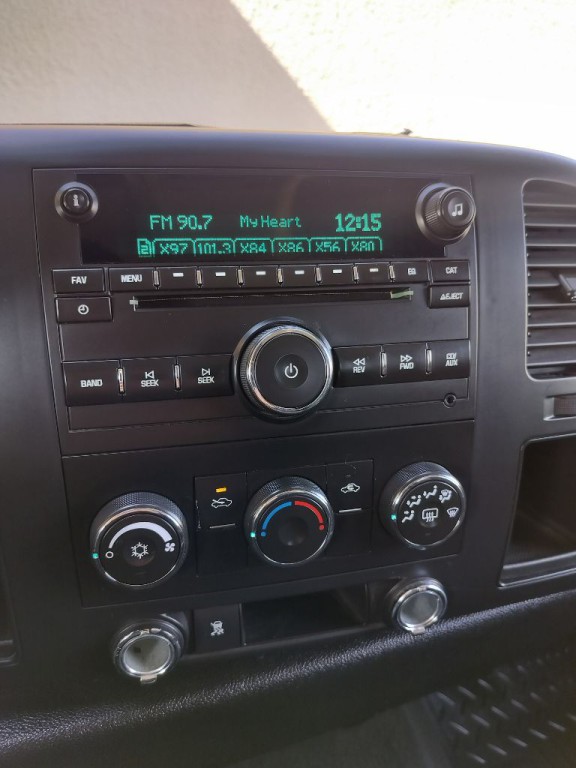 FM 90.7 My Heart 12:15
2 X97 101.3 X84 X86 X56 X80
FAV MENU EQ CAT
⏏EJECT
BAND SEEK SEEK REV FWD CD/ AUX